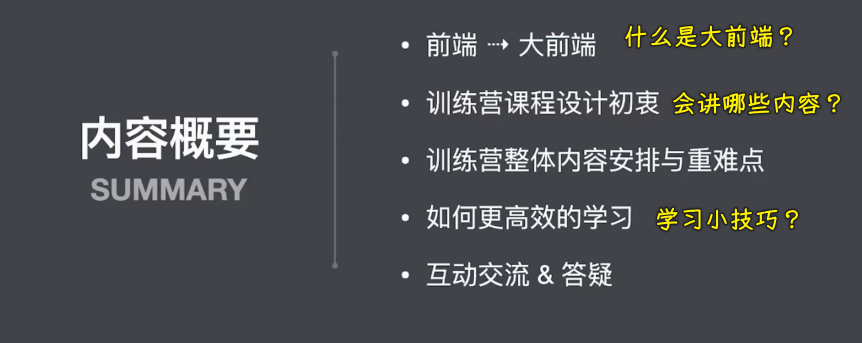 内容概要
SUMMARY
• 前端 ⇢ 大前端 什么是大前端？
• 训练营课程设计初衷 会讲哪些内容？
• 训练营整体内容安排与重难点
• 如何更高效的学习 学习小技巧？
• 互动交流 & 答疑